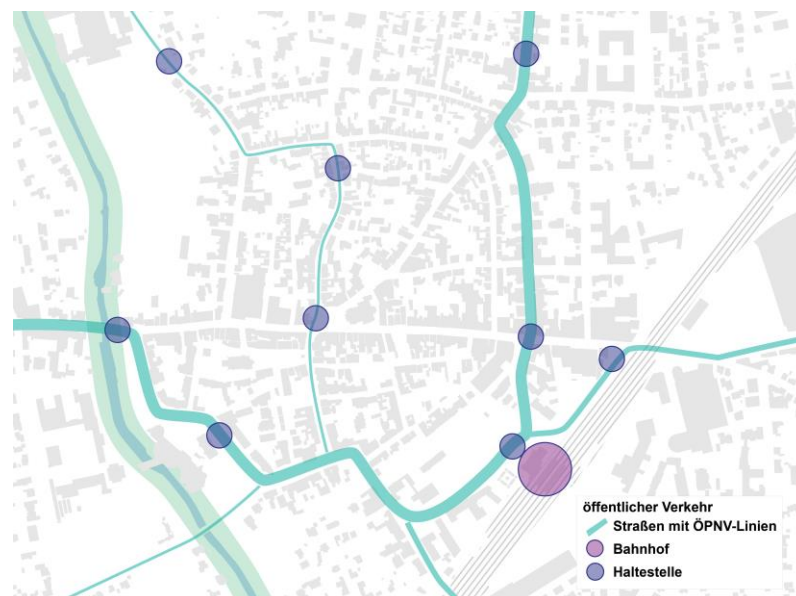 öffentlicher Verkehr
Straßen mit ÖPNV-Linien
Bahnhof
Haltestelle